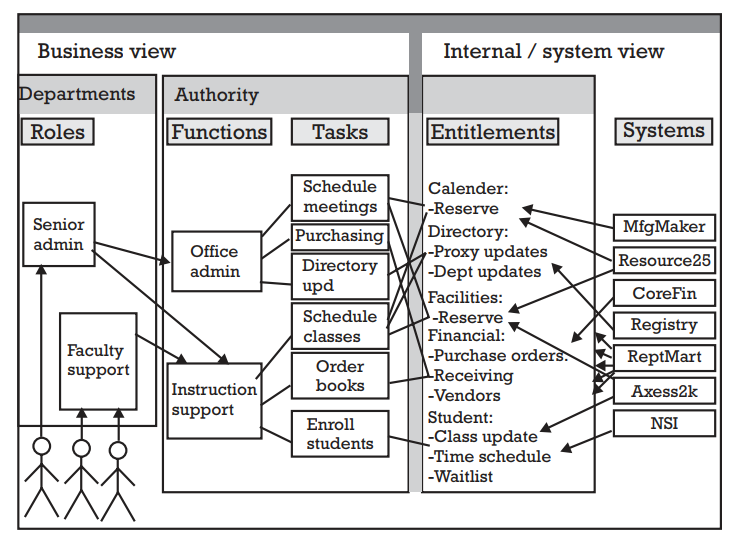 Business view
Internal / system view
Departments
Authority
Roles
Functions
Tasks
Entitlements
Systems
Senior
admin
Faculty
support
Office
admin
Instruction
support
Schedule
meetings
Purchasing
Directory
upd
Schedule
classes
Order
books
Enroll
students
Calender:
-Reserve
Directory:
-Proxy updates
-Dept updates
Facilities:
-Reserve
Financial:
-Purchase orders:
-Receiving
-Vendors
Student:
-Class update
-Time schedule
-Waitlist
MfgMaker
Resource25
CoreFin
Registry
ReptMart
Axess2k
NSI